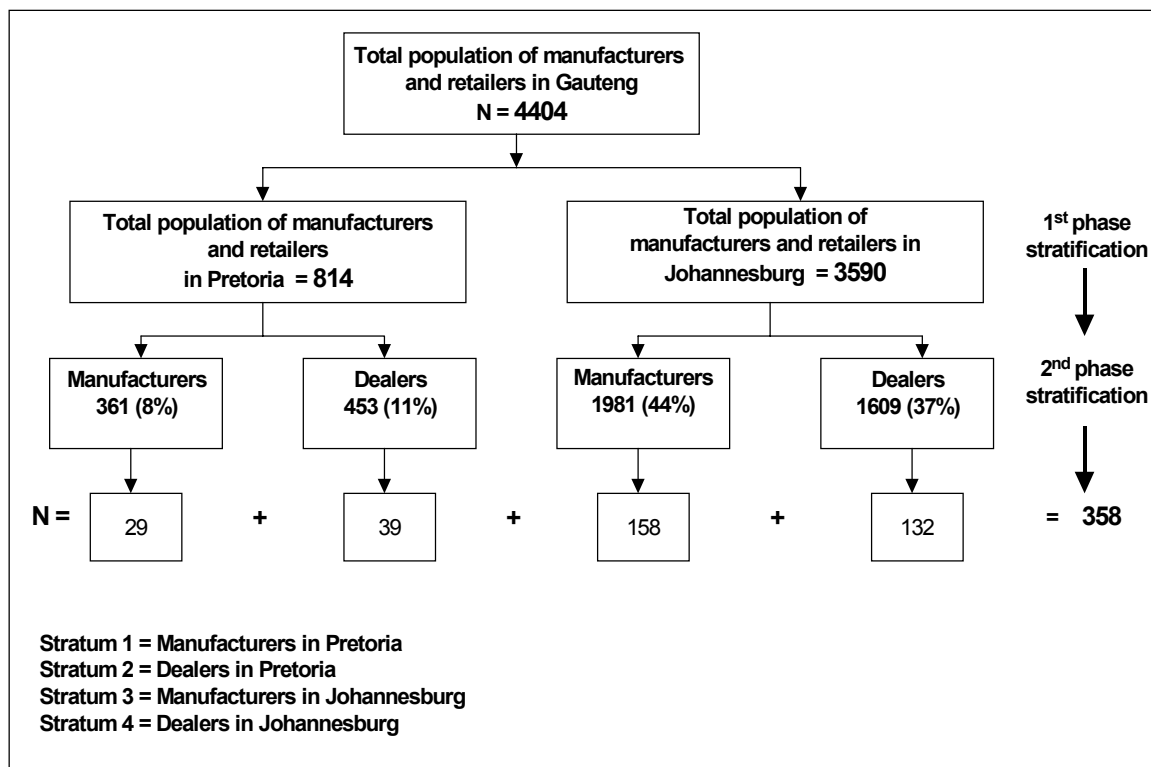 Total population of manufacturers
and retailers in Gauteng
N = 4404
Total population of manufacturers
and retailers
in Pretoria = 814
Total population of
manufacturers and retailers in
Johannesburg = 3590
1st phase
stratification
Manufacturers
361 (8%)
Dealers
453 (11%)
Manufacturers
1981 (44%)
Dealers
1609 (37%)
2nd phase
stratification
N = 29 + 39 + 158 + 132 = 358
Stratum 1 = Manufacturers in Pretoria
Stratum 2 = Dealers in Pretoria
Stratum 3 = Manufacturers in Johannesburg
Stratum 4 = Dealers in Johannesburg